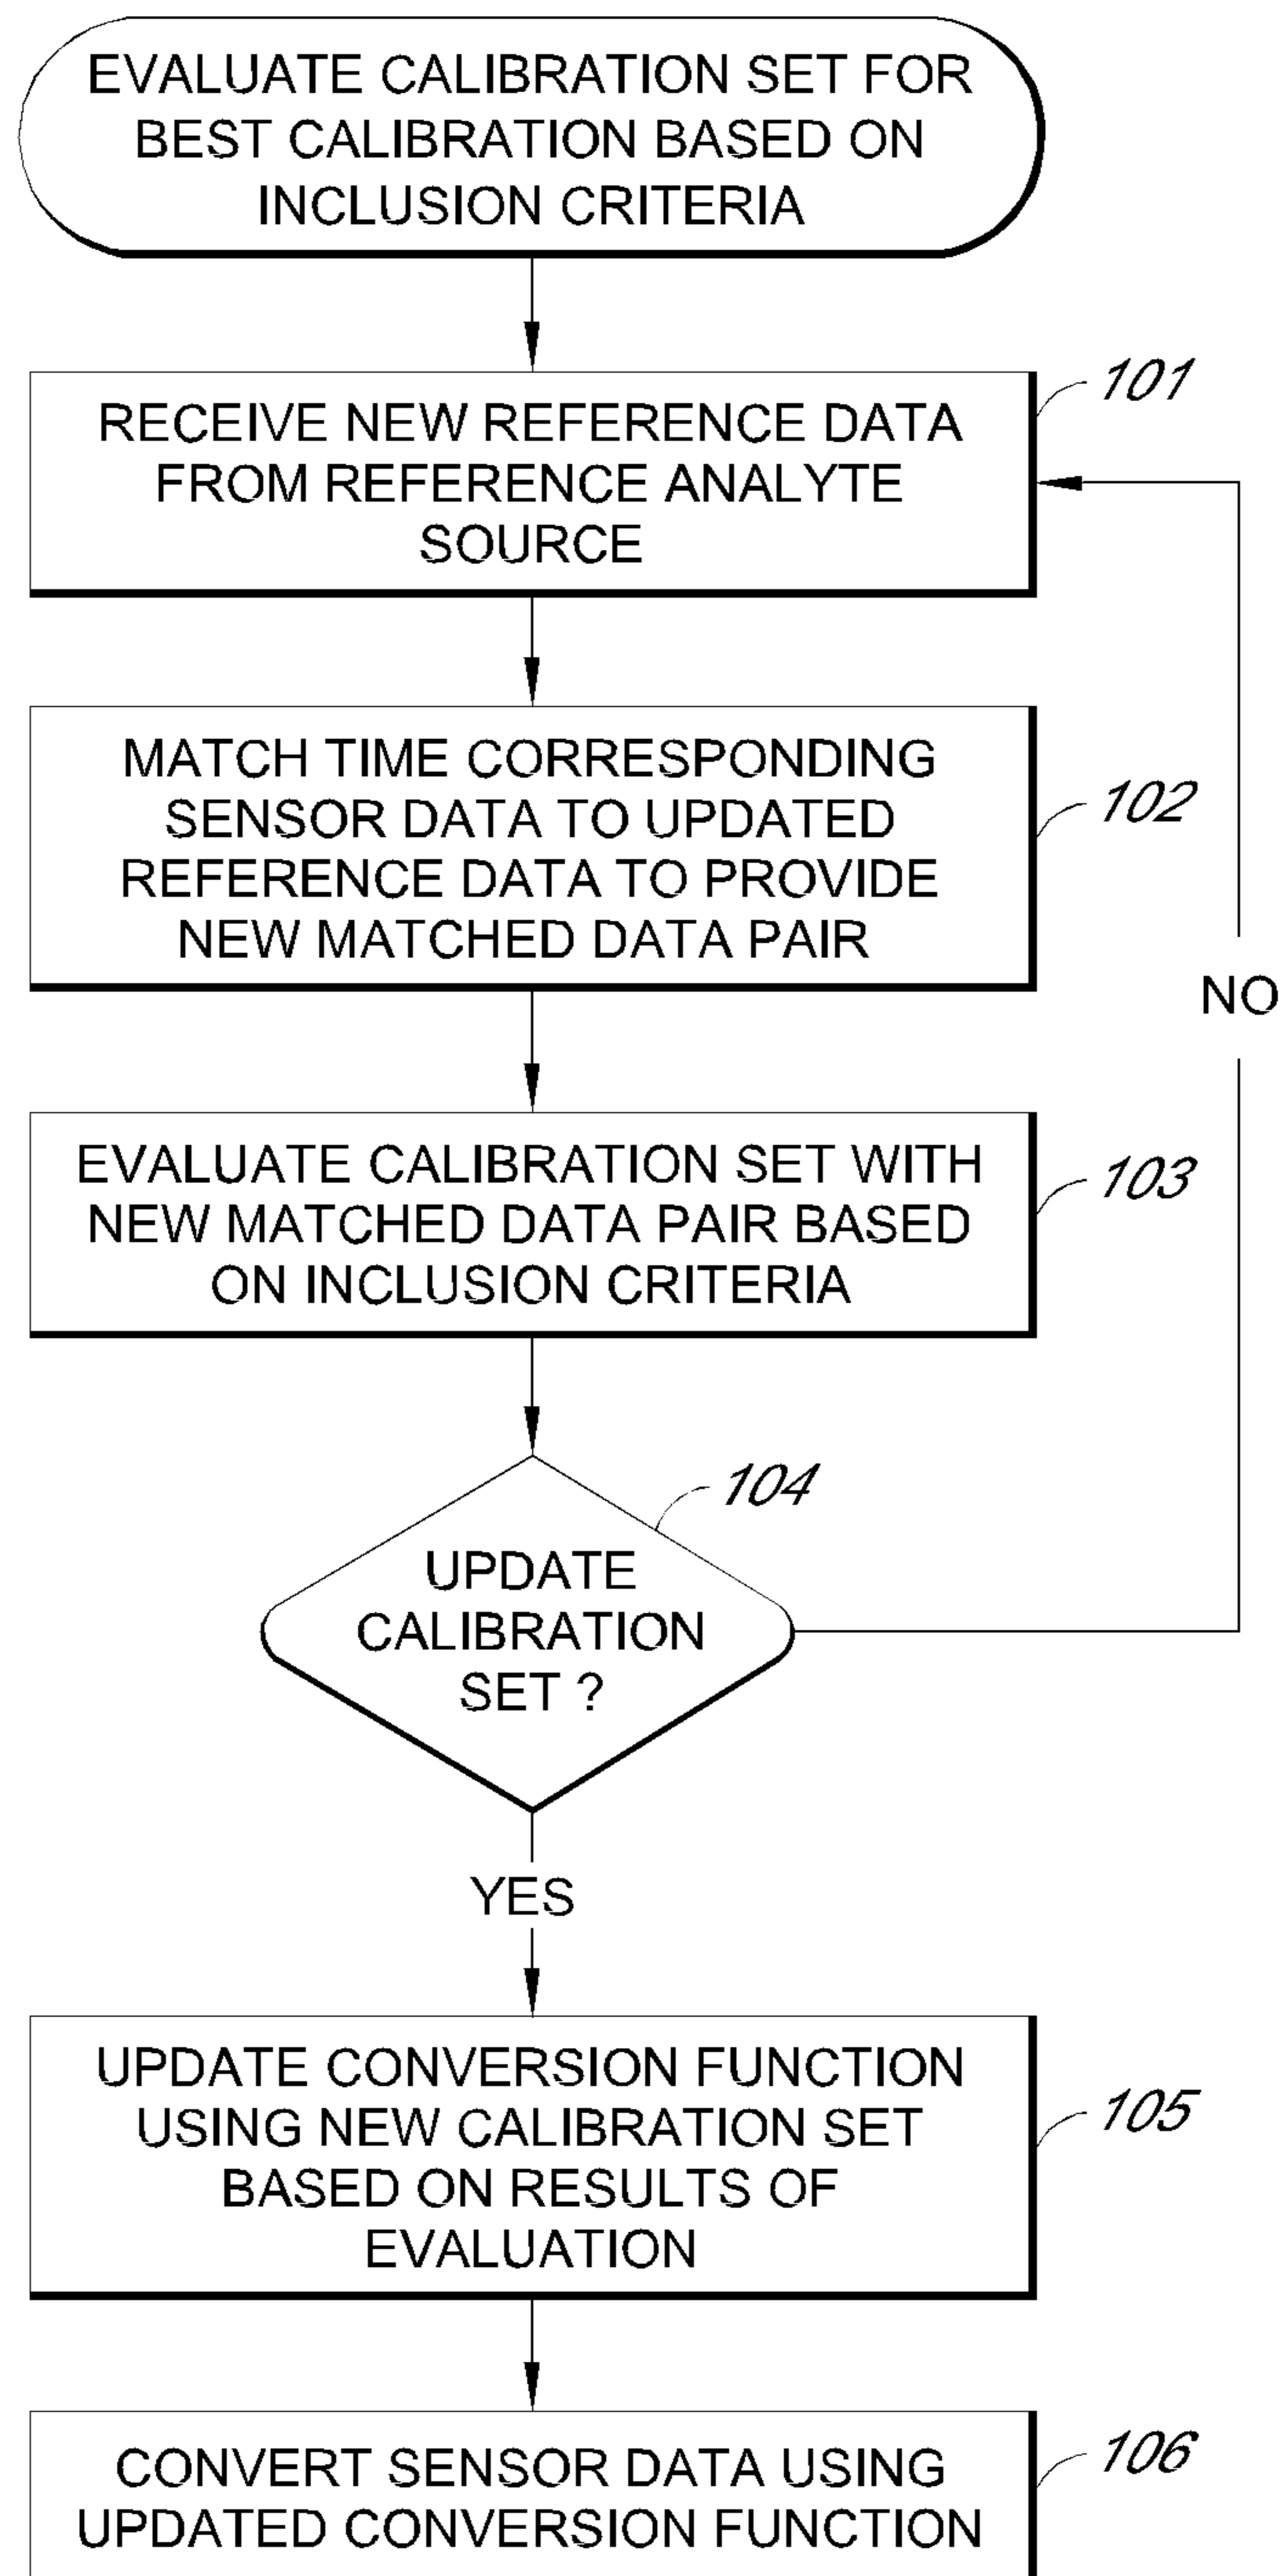 EVALUATE CALIBRATION SET FOR
BEST CALIBRATION BASED ON
INCLUSION CRITERIA
101
RECEIVE NEW REFERENCE DATA
FROM REFERENCE ANALYTE
SOURCE
102
MATCH TIME CORRESPONDING
SENSOR DATA TO UPDATED
REFERENCE DATA TO PROVIDE
NEW MATCHED DATA PAIR
NO
103
EVALUATE CALIBRATION SET WITH
NEW MATCHED DATA PAIR BASED
ON INCLUSION CRITERIA
104
UPDATE
CALIBRATION
SET ?
YES
105
UPDATE CONVERSION FUNCTION
USING NEW CALIBRATION SET
BASED ON RESULTS OF
EVALUATION
106
CONVERT SENSOR DATA USING
UPDATED CONVERSION FUNCTION